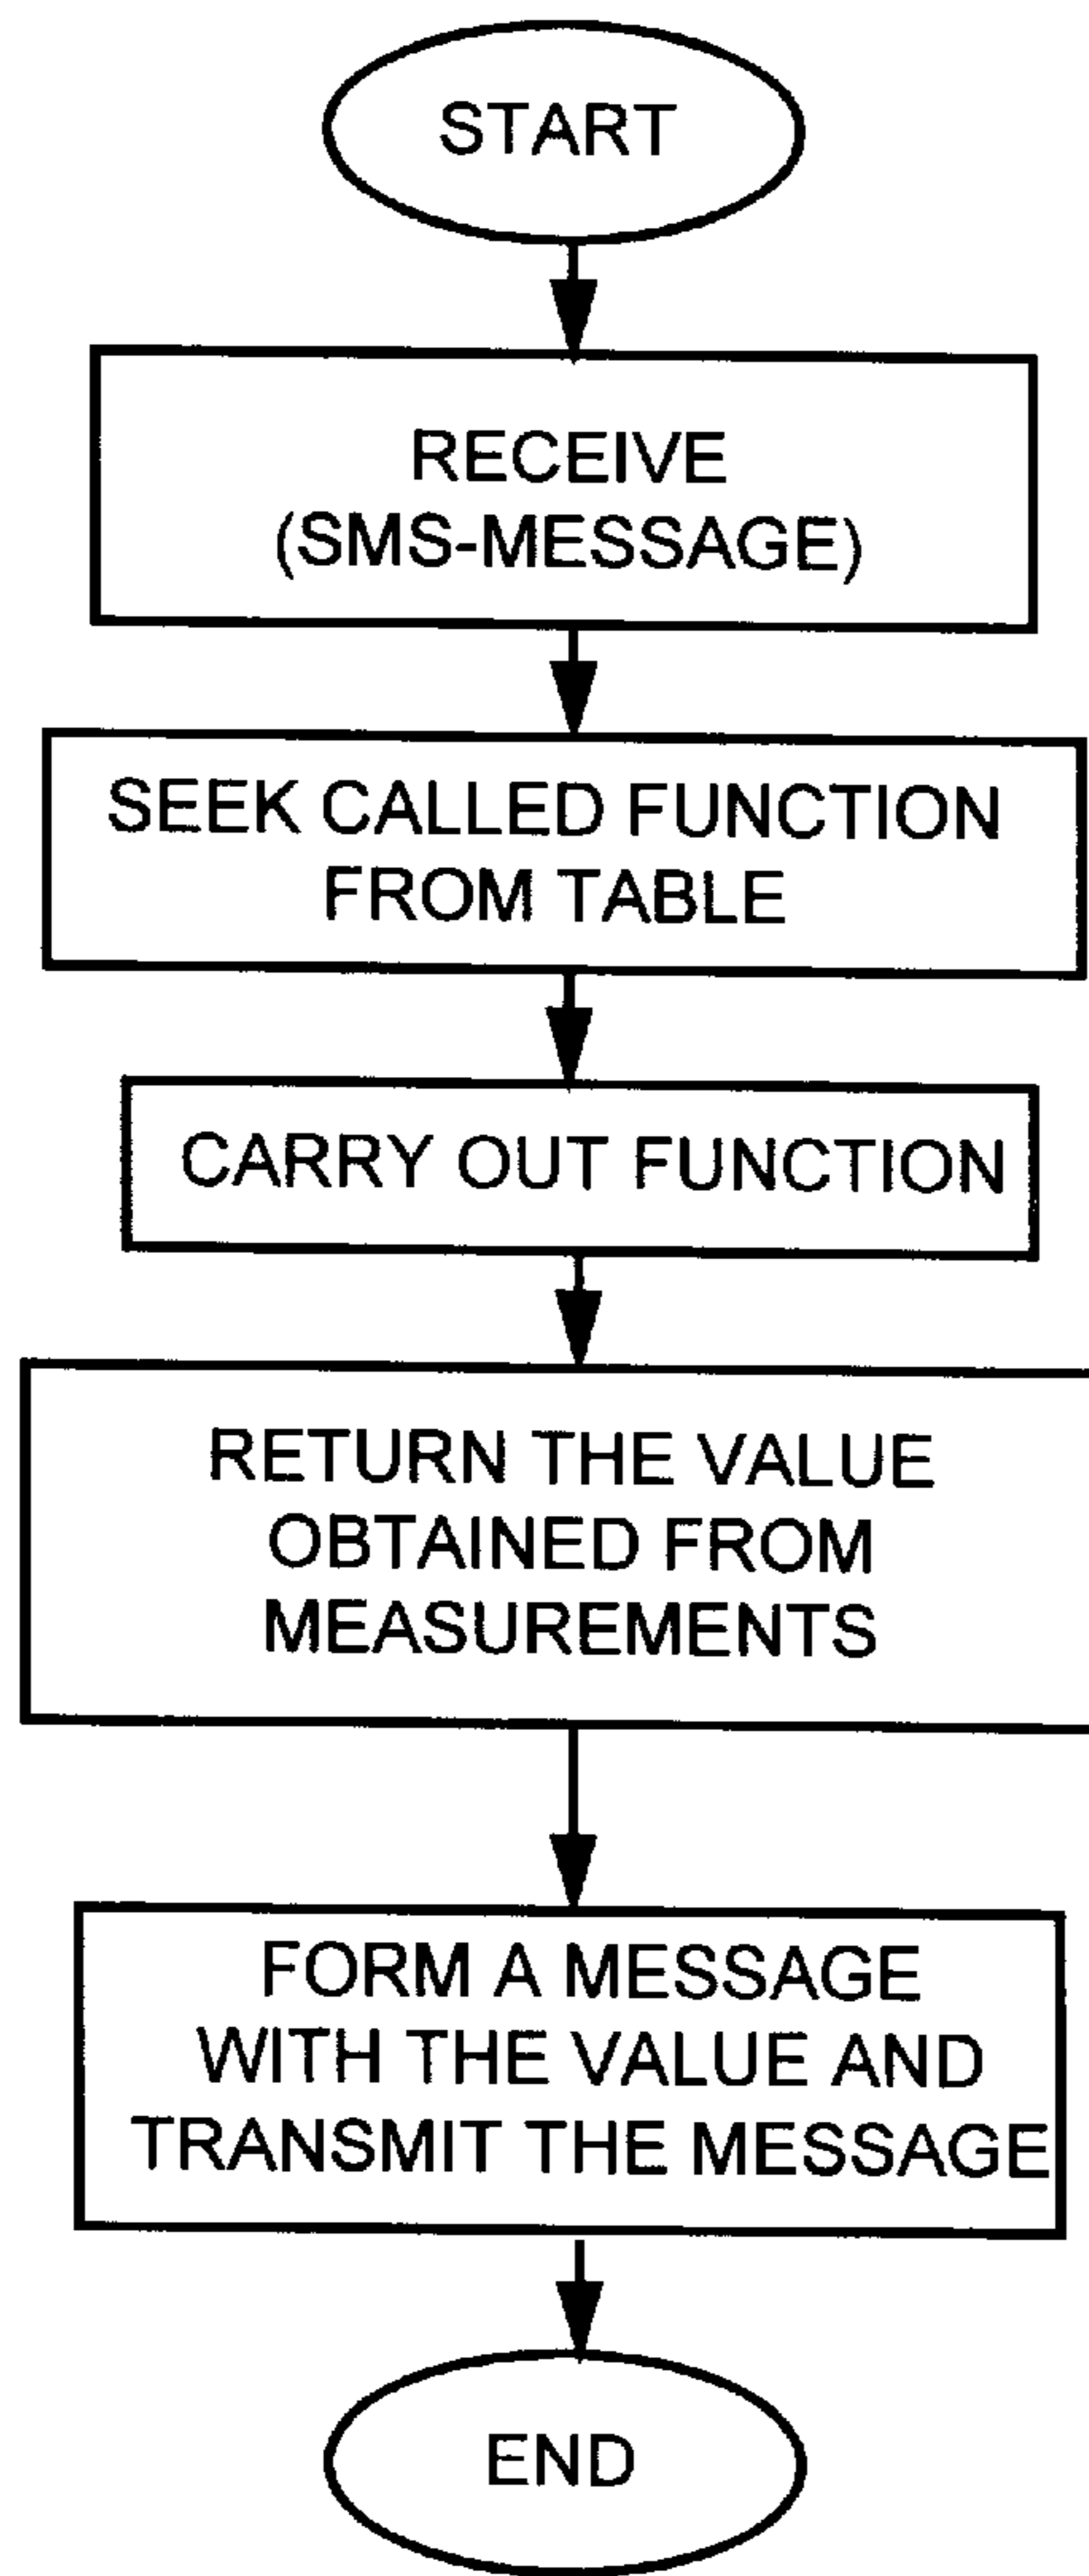 START
RECEIVE
(SMS-MESSAGE)
SEEK CALLED FUNCTION
FROM TABLE
CARRY OUT FUNCTION
RETURN THE VALUE
OBTAINED FROM
MEASUREMENTS
FORM A MESSAGE
WITH THE VALUE AND
TRANSMIT THE MESSAGE
END